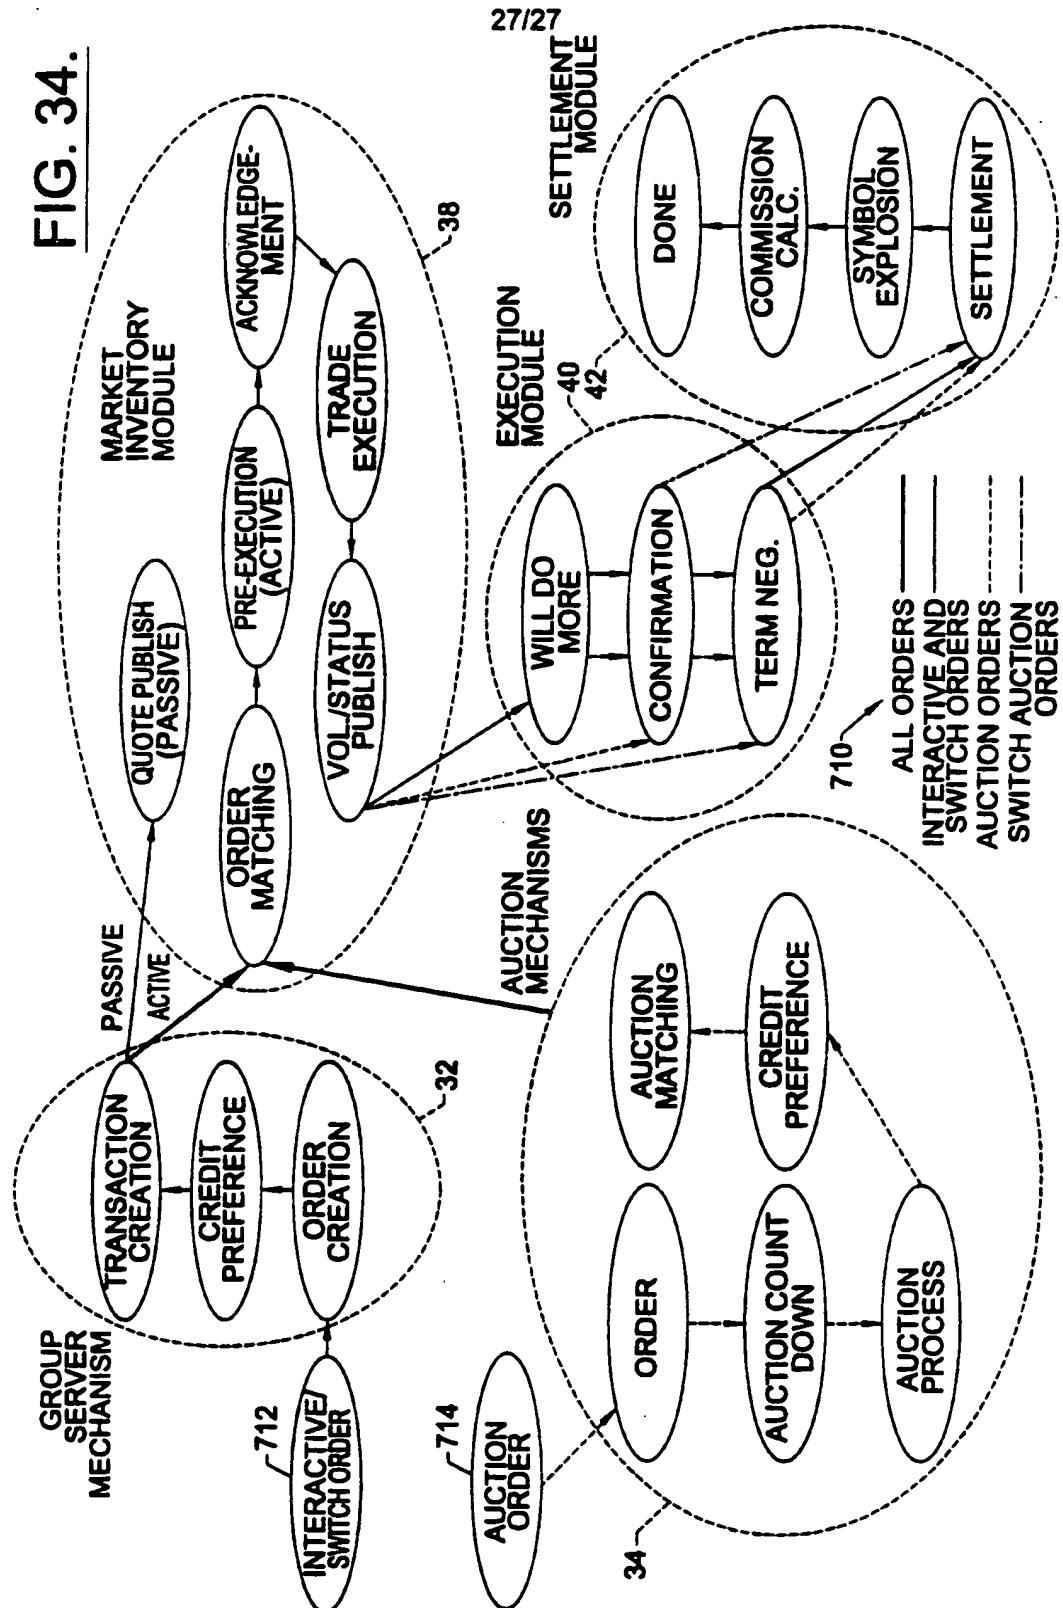 27/27
FIG. 34.
GROUP
SERVER
MECHANISM
TRANSACTION
CREATION
CREDIT
PREFERENCE
ORDER
CREATION
32
712
INTERACTIVE/
SWITCH ORDER
714
AUCTION
ORDER
PASSIVE
ACTIVE
MARKET
INVENTORY
MODULE
QUOTE PUBLISH
(PASSIVE)
ORDER
MATCHING
PRE-EXECUTION
(ACTIVE)
ACKNOWLEDGE-
MENT
TRADE
EXECUTION
VOL./STATUS
PUBLISH
38
AUCTION
MECHANISMS
ORDER
AUCTION COUNT
DOWN
AUCTION
PROCESS
CREDIT
PREFERENCE
AUCTION
MATCHING
34
EXECUTION
MODULE
40
42
WILL DO
MORE
CONFIRMATION
TERM NEG.
SETTLEMENT
MODULE
DONE
COMMISSION
CALC.
SYMBOL
EXPLOSION
SETTLEMENT
710
ALL ORDERS
INTERACTIVE AND
SWITCH ORDERS
AUCTION ORDERS
SWITCH AUCTION
ORDERS